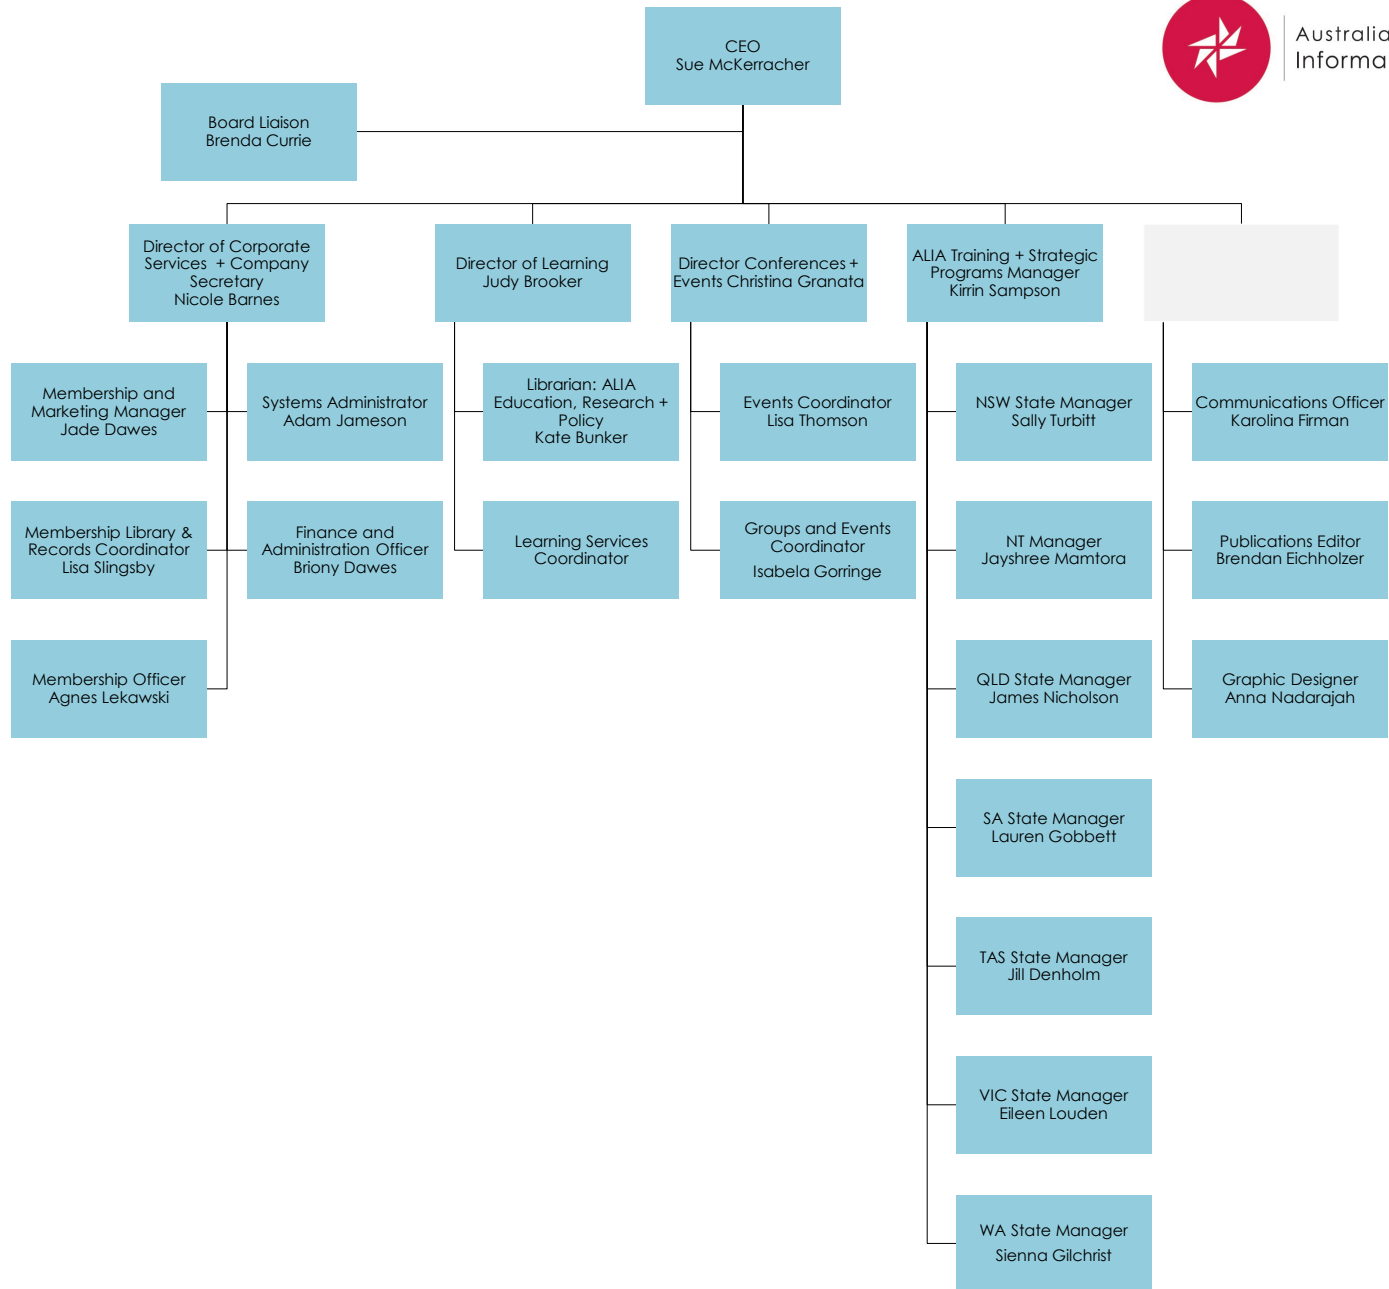 CEO
Sue McKerracher
Australia
Informa
Board Liaison
Brenda Currie
Director of Corporate
Services + Company
Secretary
Nicole Barnes
Director of Learning
Judy Brooker
Director Conferences +
Events Christina Granata
ALIA Training + Strategic
Programs Manager
Kirrin Sampson
Membership and
Marketing Manager
Jade Dawes
Systems Administrator
Adam Jameson
Librarian: ALIA
Education, Research +
Policy
Kate Bunker
Events Coordinator
Lisa Thomson
NSW State Manager
Sally Turbitt
Communications Officer
Karolina Firman
Membership Library &
Records Coordinator
Lisa Slingsby
Finance and
Administration Officer
Briony Dawes
Learning Services
Coordinator
Groups and Events
Coordinator
Isabela Gorringe
NT Manager
Jayshree Mamtora
Publications Editor
Brendan Eichholzer
Membership Officer
Agnes Lekawski
QLD State Manager
James Nicholson
Graphic Designer
Anna Nadarajah
SA State Manager
Lauren Gobbett
TAS State Manager
Jill Denholm
VIC State Manager
Eileen Louden
WA State Manager
Sienna Gilchrist